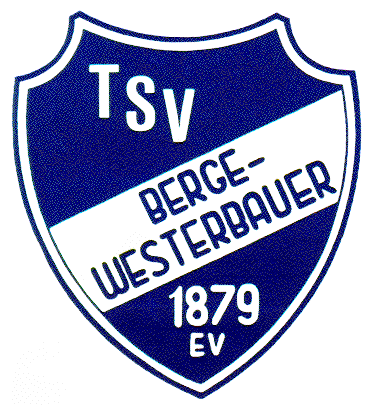 TSV
BERGE-
WESTERBAUER
1879
EV